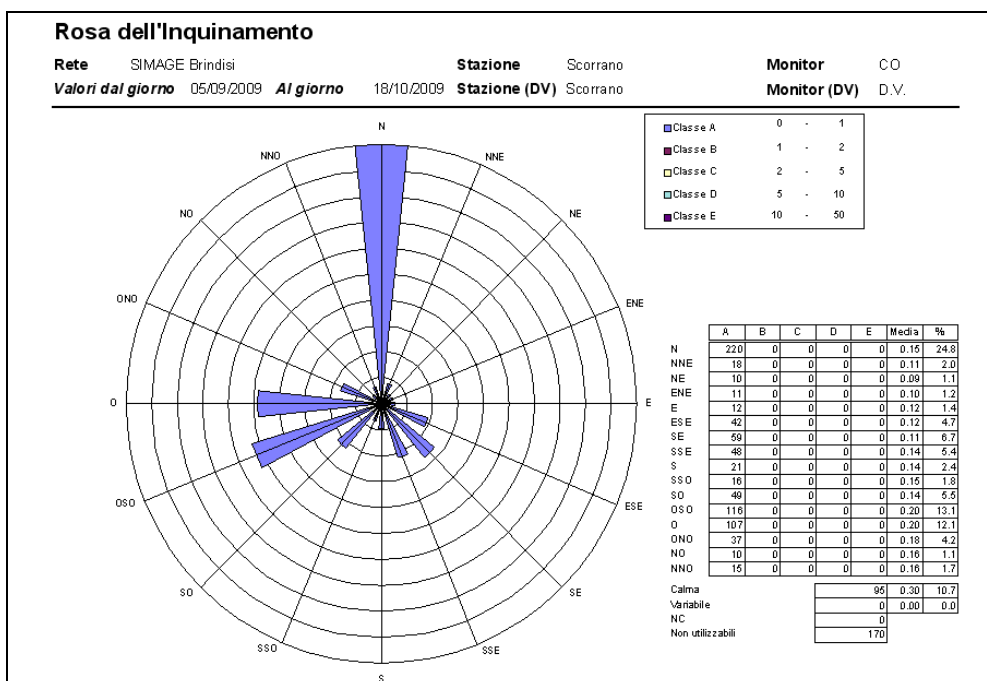 Rosa dell'Inquinamento
Rete SIMAGE Brindisi Stazione Scorrano Monitor CO
Valori dal giorno 05/09/2009 Al giorno 18/10/2009 Stazione (DV) Scorrano Monitor (DV) D.V.
N
NNE
NE
ENE
E
ESE
SE
SSE
S
SSO
SO
OSO
O
ONO
NO
NNO
Classe A 0 - 1
Classe B 1 - 2
Classe C 2 - 5
Classe D 5 - 10
Classe E 10 - 50
A B C D E Media %
N 220 0 0 0 0 0.15 24.8
NNE 18 0 0 0 0 0.11 2.0
NE 10 0 0 0 0 0.09 1.1
ENE 11 0 0 0 0 0.10 1.2
E 12 0 0 0 0 0.12 1.4
ESE 42 0 0 0 0 0.12 4.7
SE 59 0 0 0 0 0.11 6.7
SSE 48 0 0 0 0 0.14 5.4
S 21 0 0 0 0 0.14 2.4
SSO 16 0 0 0 0 0.15 1.8
SO 49 0 0 0 0 0.14 5.5
OSO 116 0 0 0 0 0.20 13.1
O 107 0 0 0 0 0.20 12.1
ONO 37 0 0 0 0 0.18 4.2
NO 10 0 0 0 0 0.16 1.1
NNO 15 0 0 0 0 0.16 1.7
Calma 95 0.30 10.7
Variabile 0 0.00 0.0
NC 0
Non utilizzabili 170